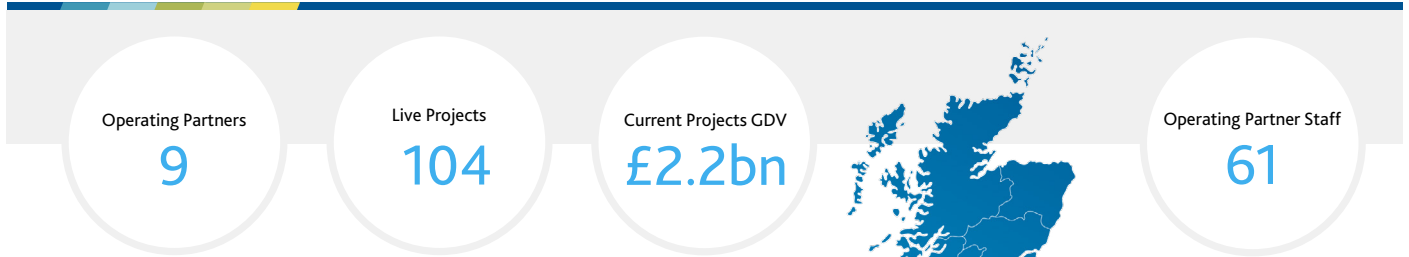 Operating Partners
9
Live Projects
104
Current Projects GDV
£2.2bn
Operating Partner Staff
61